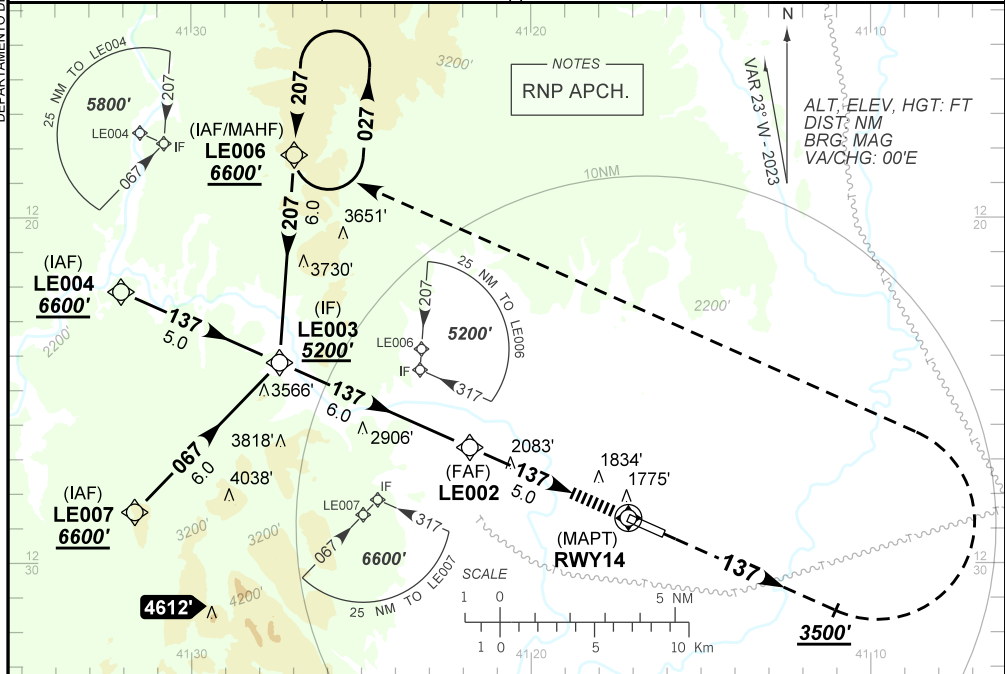 DEPARTAMENTO D
41 30
41 20
41 10
N
VAR 23° W - 2023
NOTES
RNP APCH.
ALT, ELEV, HGT: FT
DIST: NM
BRG: MAG
VA/CHG: 00'E
25 NM TO LE004
5800'
207
LE004
IF
067
3200'
207
027
(IAF/MAHF)
LE006
6600'
207
6.0
3651'
3730'
10NM
12
20
12
20
(IAF)
LE004
6600'
137
5.0
2200'
(IF)
LE003
5200'
25 NM TO LE006
207
5200'
LE006
IF
317
2200'
3566'
137
6.0
2906'
3818'
4038'
067
6.0
(IAF)
LE007
6600'
(FAF)
LE002
2083'
137
5.0
1834'
1775'
(MAPT)
RWY14
137
3500'
3200'
3200'
4200'
4612'
IF
LE007
317
067
6600'
25 NM TO LE007
SCALE
1 0 5 NM
1 0 5 10 Km
12
30
12
30
41 30
41 20
41 10